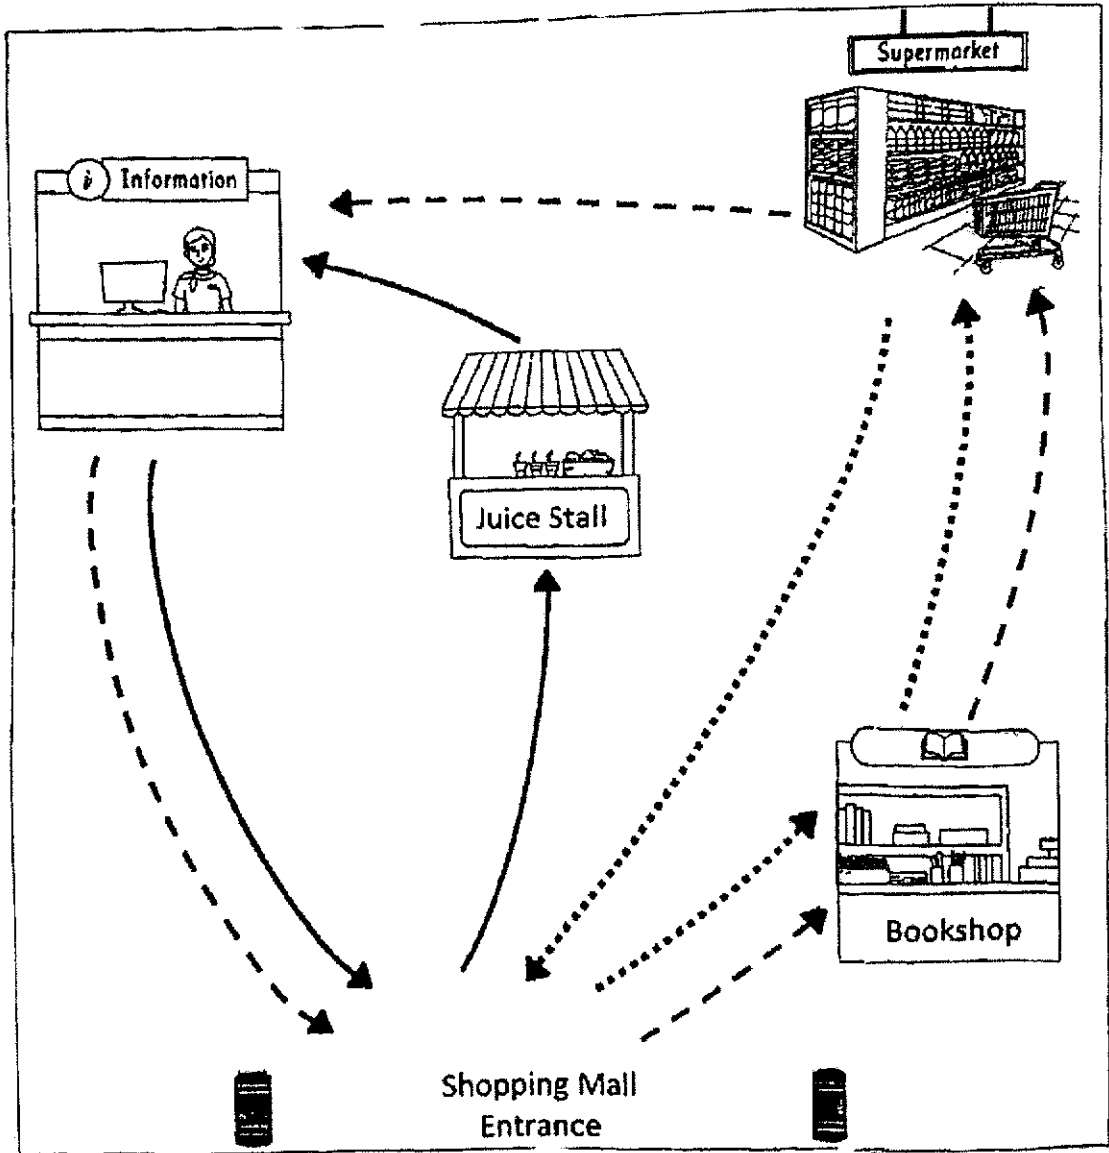 Supermarket
i Information
Juice Stall
Bookshop
Shopping Mall
Entrance